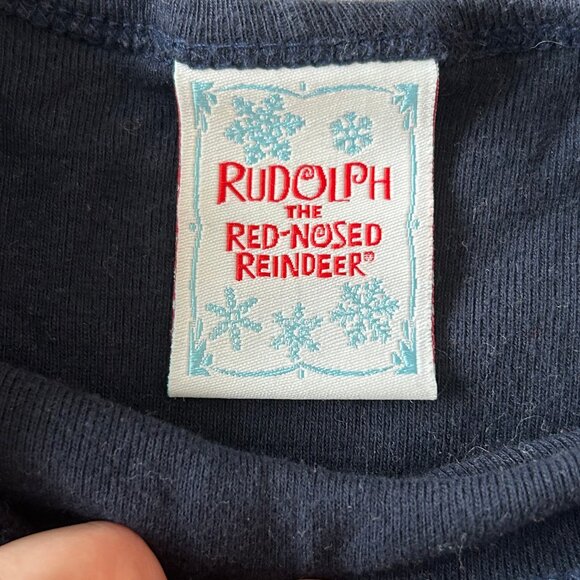 RUDOLPH
THE
RED-NOSED
REINDEER®